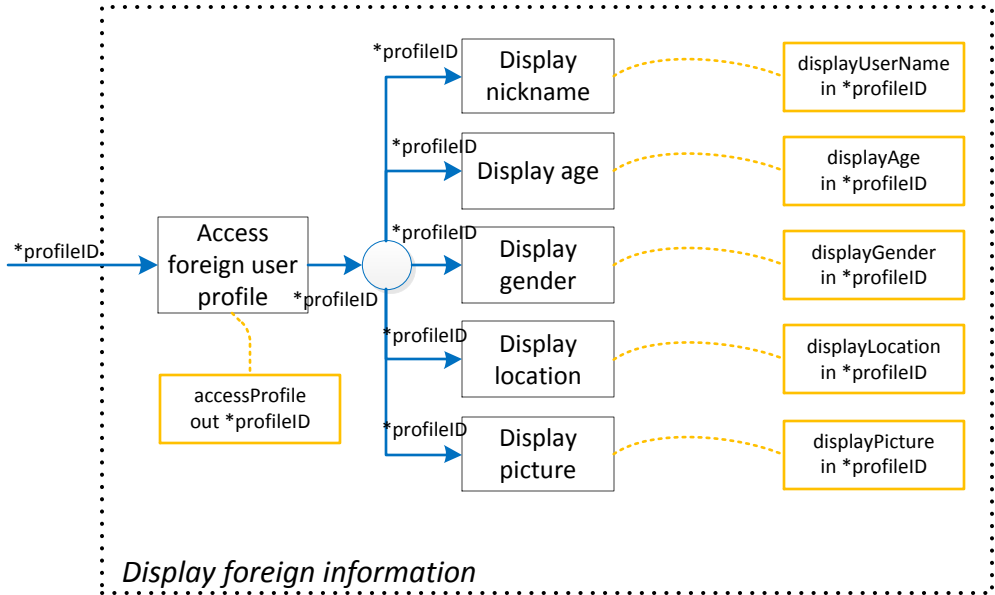 *profileID
Display
nickname
displayUserName
in *profileID
*profileID
Display age
displayAge
in *profileID
*profileID
Access
foreign user
profile
*profileID
*profileID
Display
gender
displayGender
in *profileID
accessProfile
out *profileID
*profileID
Display
location
displayLocation
in *profileID
*profileID
Display
picture
displayPicture
in *profileID
Display foreign information